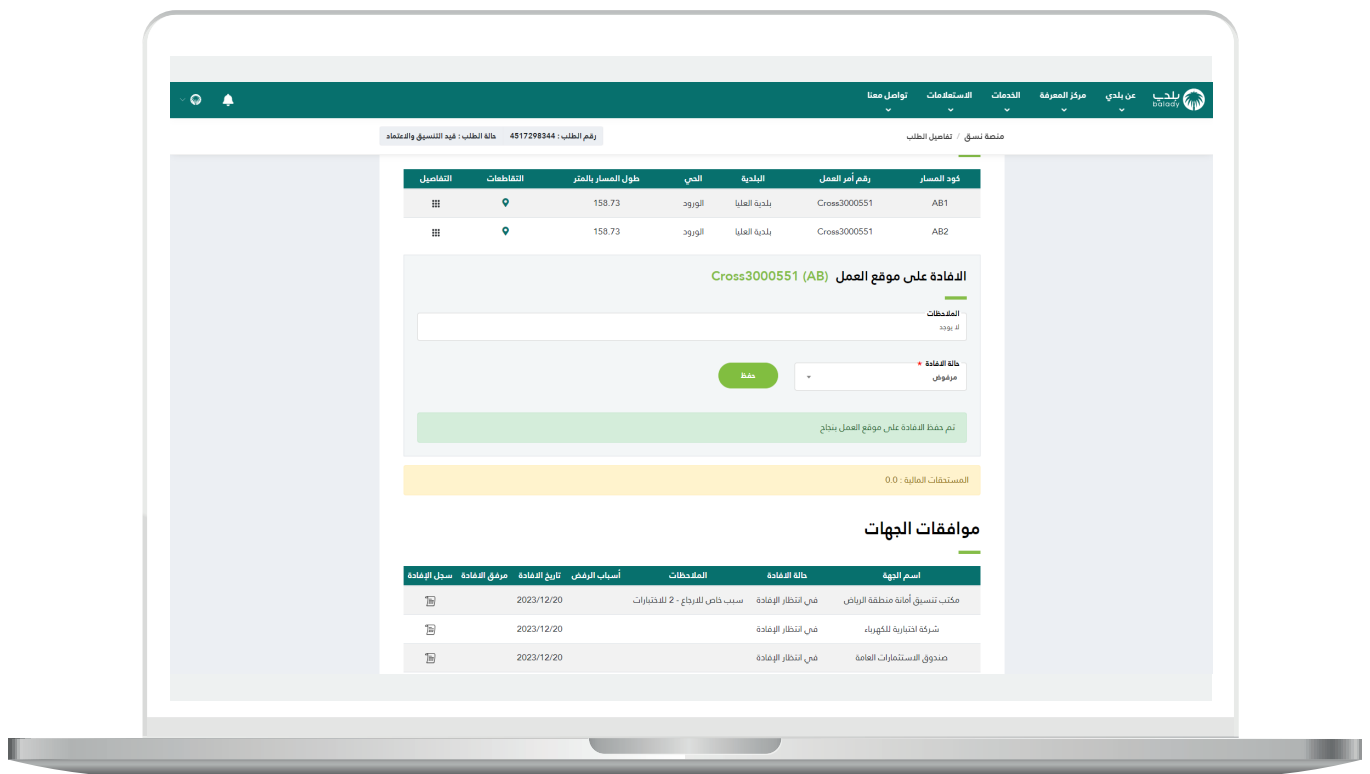 بلدي balady عن بلدي مركز المعرفة الخدمات الاستعلامات تواصل معنا
منصة نسق / تفاصيل الطلب رقم الطلب : 4517298344 حالة الطلب : قيد التنسيق والاعتماد
كود المسار رقم أمر العمل البلدية الحي طول المسار بالمتر التقاطعات التفاصيل
AB1 Cross3000551 بلدية العليا الورود 158.73
AB2 Cross3000551 بلدية العليا الورود 158.73
الافادة على موقع العمل Cross3000551 (AB)
الملاحظات
لا يوجد
حالة الافادة *
مرفوض
حفظ
تم حفظ الافادة على موقع العمل بنجاح
المستحقات المالية : 0.0
موافقات الجهات
اسم الجهة حالة الافادة الملاحظات أسباب الرفض تاريخ الافادة مرفق الافادة سجل الإفادة
مكتب تنسيق أمانة منطقة الرياض في انتظار الإفادة سبب خاص للارجاع - 2 للاختبارات 2023/12/20
شركة اختبارية للكهرباء في انتظار الإفادة 2023/12/20
صندوق الاستثمارات العامة في انتظار الإفادة 2023/12/20